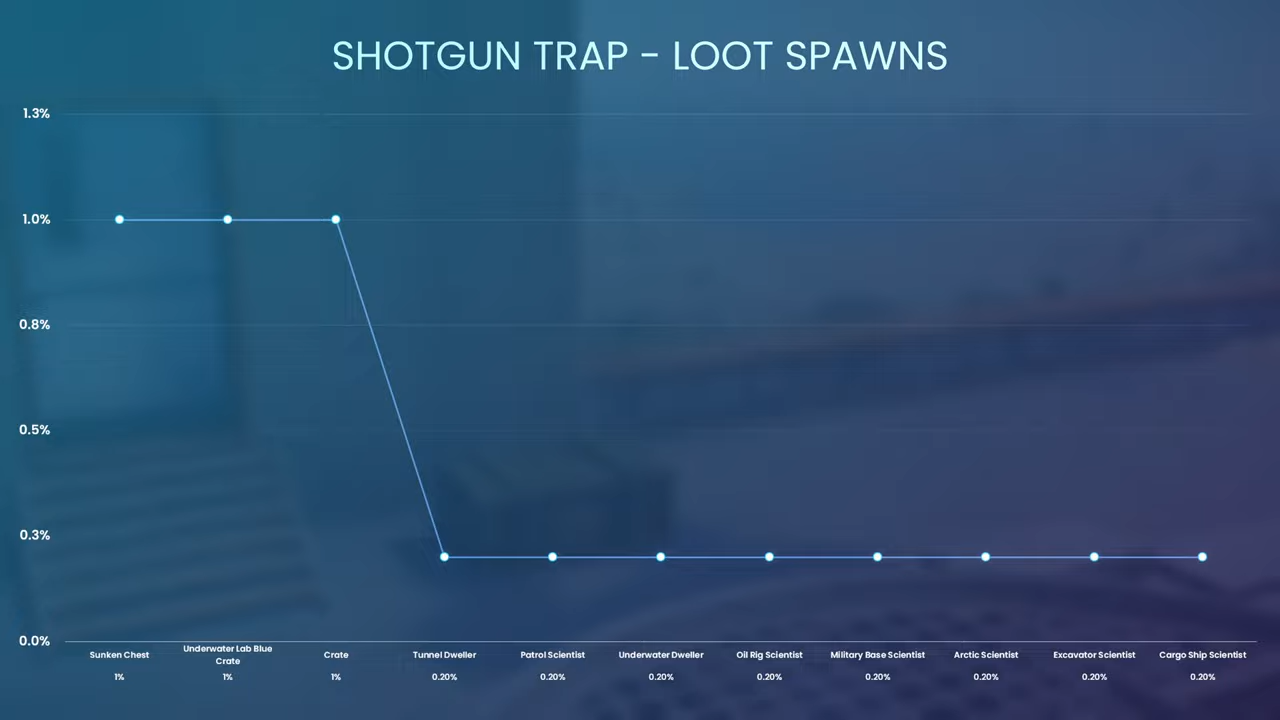 SHOTGUN TRAP - LOOT SPAWNS
1.3%
1.0%
0.8%
0.5%
0.3%
0.0%
Sunken Chest
Underwater Lab Blue
Crate
Crate
Tunnel Dweller
Patrol Scientist
Underwater Dweller
Oil Rig Scientist
Military Base Scientist
Arctic Scientist
Excavator Scientist
Cargo Ship Scientist
1%
1%
1%
0.20%
0.20%
0.20%
0.20%
0.20%
0.20%
0.20%
0.20%